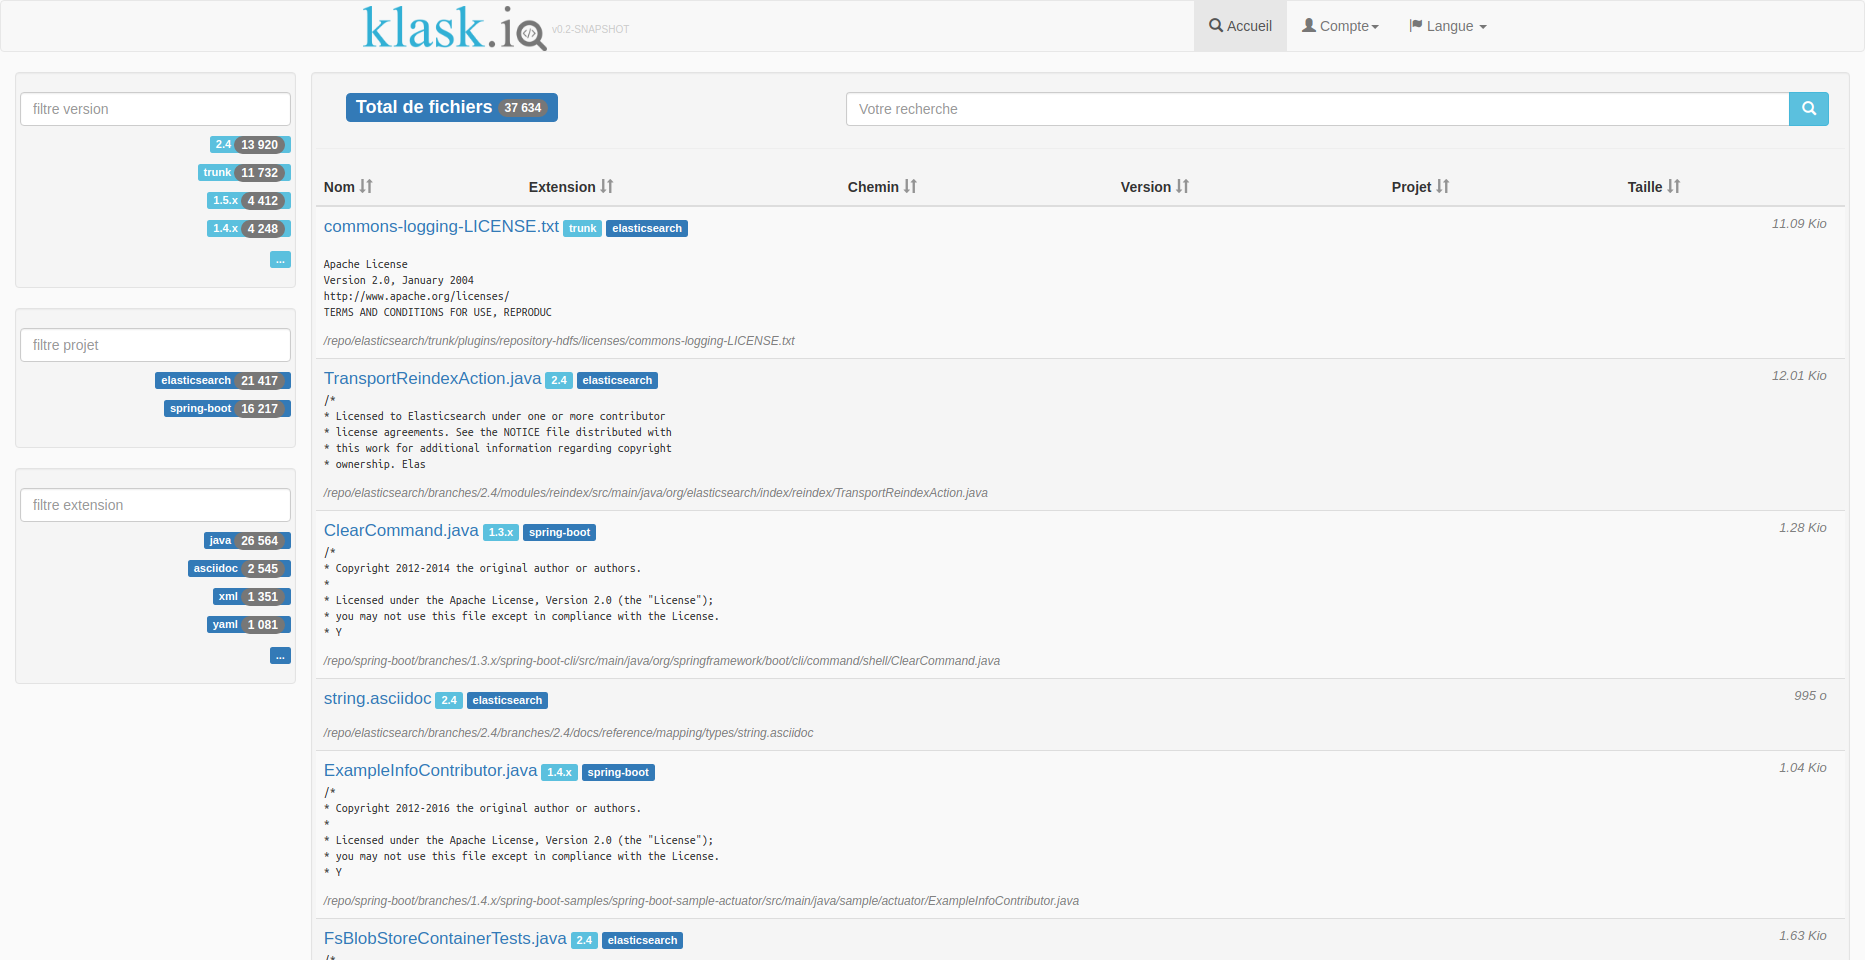 klask.io v0.2-SNAPSHOT Accueil Compte Langue
filtre version
2.4 13 920
trunk 11 732
1.5.x 4 412
1.4.x 4 248
...
filtre projet
elasticsearch 21 417
spring-boot 16 217
filtre extension
java 26 564
asciidoc 2 545
xml 1 351
yaml 1 081
...
Total de fichiers 37 634 Votre recherche
Nom Extension Chemin Version Projet Taille
commons-logging-LICENSE.txt trunk elasticsearch 11.09 Kio
Apache License
Version 2.0, January 2004
http://www.apache.org/licenses/
TERMS AND CONDITIONS FOR USE, REPRODUC
/repo/elasticsearch/trunk/plugins/repository-hdfs/licenses/commons-logging-LICENSE.txt
TransportReindexAction.java 2.4 elasticsearch 12.01 Kio
/*
* Licensed to Elasticsearch under one or more contributor
* license agreements. See the NOTICE file distributed with
* this work for additional information regarding copyright
* ownership. Elas
/repo/elasticsearch/branches/2.4/modules/reindex/src/main/java/org/elasticsearch/index/reindex/TransportReindexAction.java
ClearCommand.java 1.3.x spring-boot 1.28 Kio
/*
* Copyright 2012-2014 the original author or authors.
*
* Licensed under the Apache License, Version 2.0 (the "License");
* you may not use this file except in compliance with the License.
* Y
/repo/spring-boot/branches/1.3.x/spring-boot-cli/src/main/java/org/springframework/boot/cli/command/shell/ClearCommand.java
string.asciidoc 2.4 elasticsearch 995 o
/repo/elasticsearch/branches/2.4/branches/2.4/docs/reference/mapping/types/string.asciidoc
ExampleInfoContributor.java 1.4.x spring-boot 1.04 Kio
/*
* Copyright 2012-2016 the original author or authors.
*
* Licensed under the Apache License, Version 2.0 (the "License");
* you may not use this file except in compliance with the License.
* Y
/repo/spring-boot/branches/1.4.x/spring-boot-samples/spring-boot-sample-actuator/src/main/java/sample/actuator/ExampleInfoContributor.java
FsBlobStoreContainerTests.java 2.4 elasticsearch 1.63 Kio
/*